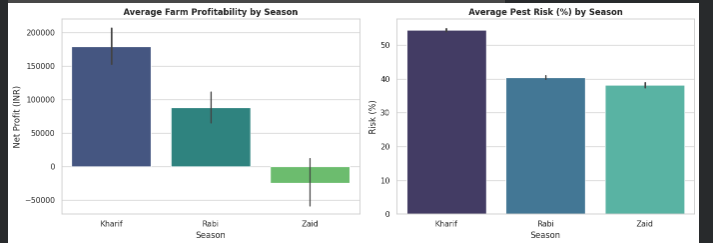 Average Farm Profitability by Season
Net Profit (INR)
200000
150000
100000
50000
0
−50000
Kharif Rabi Zaid
Season
Average Pest Risk (%) by Season
Risk (%)
50
40
30
20
10
0
Kharif Rabi Zaid
Season